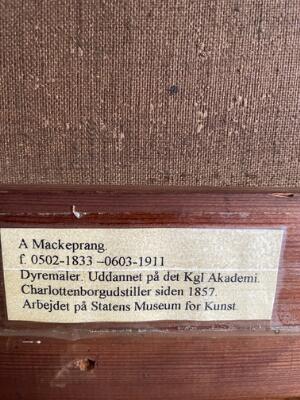 A Mackeprang.
f. 0502-1833 –0603-1911
Dyremaler. Uddannet på det Kgl Akademi.
Charlottenborgudstiller siden 1857.
Arbejdet på Statens Museum for Kunst